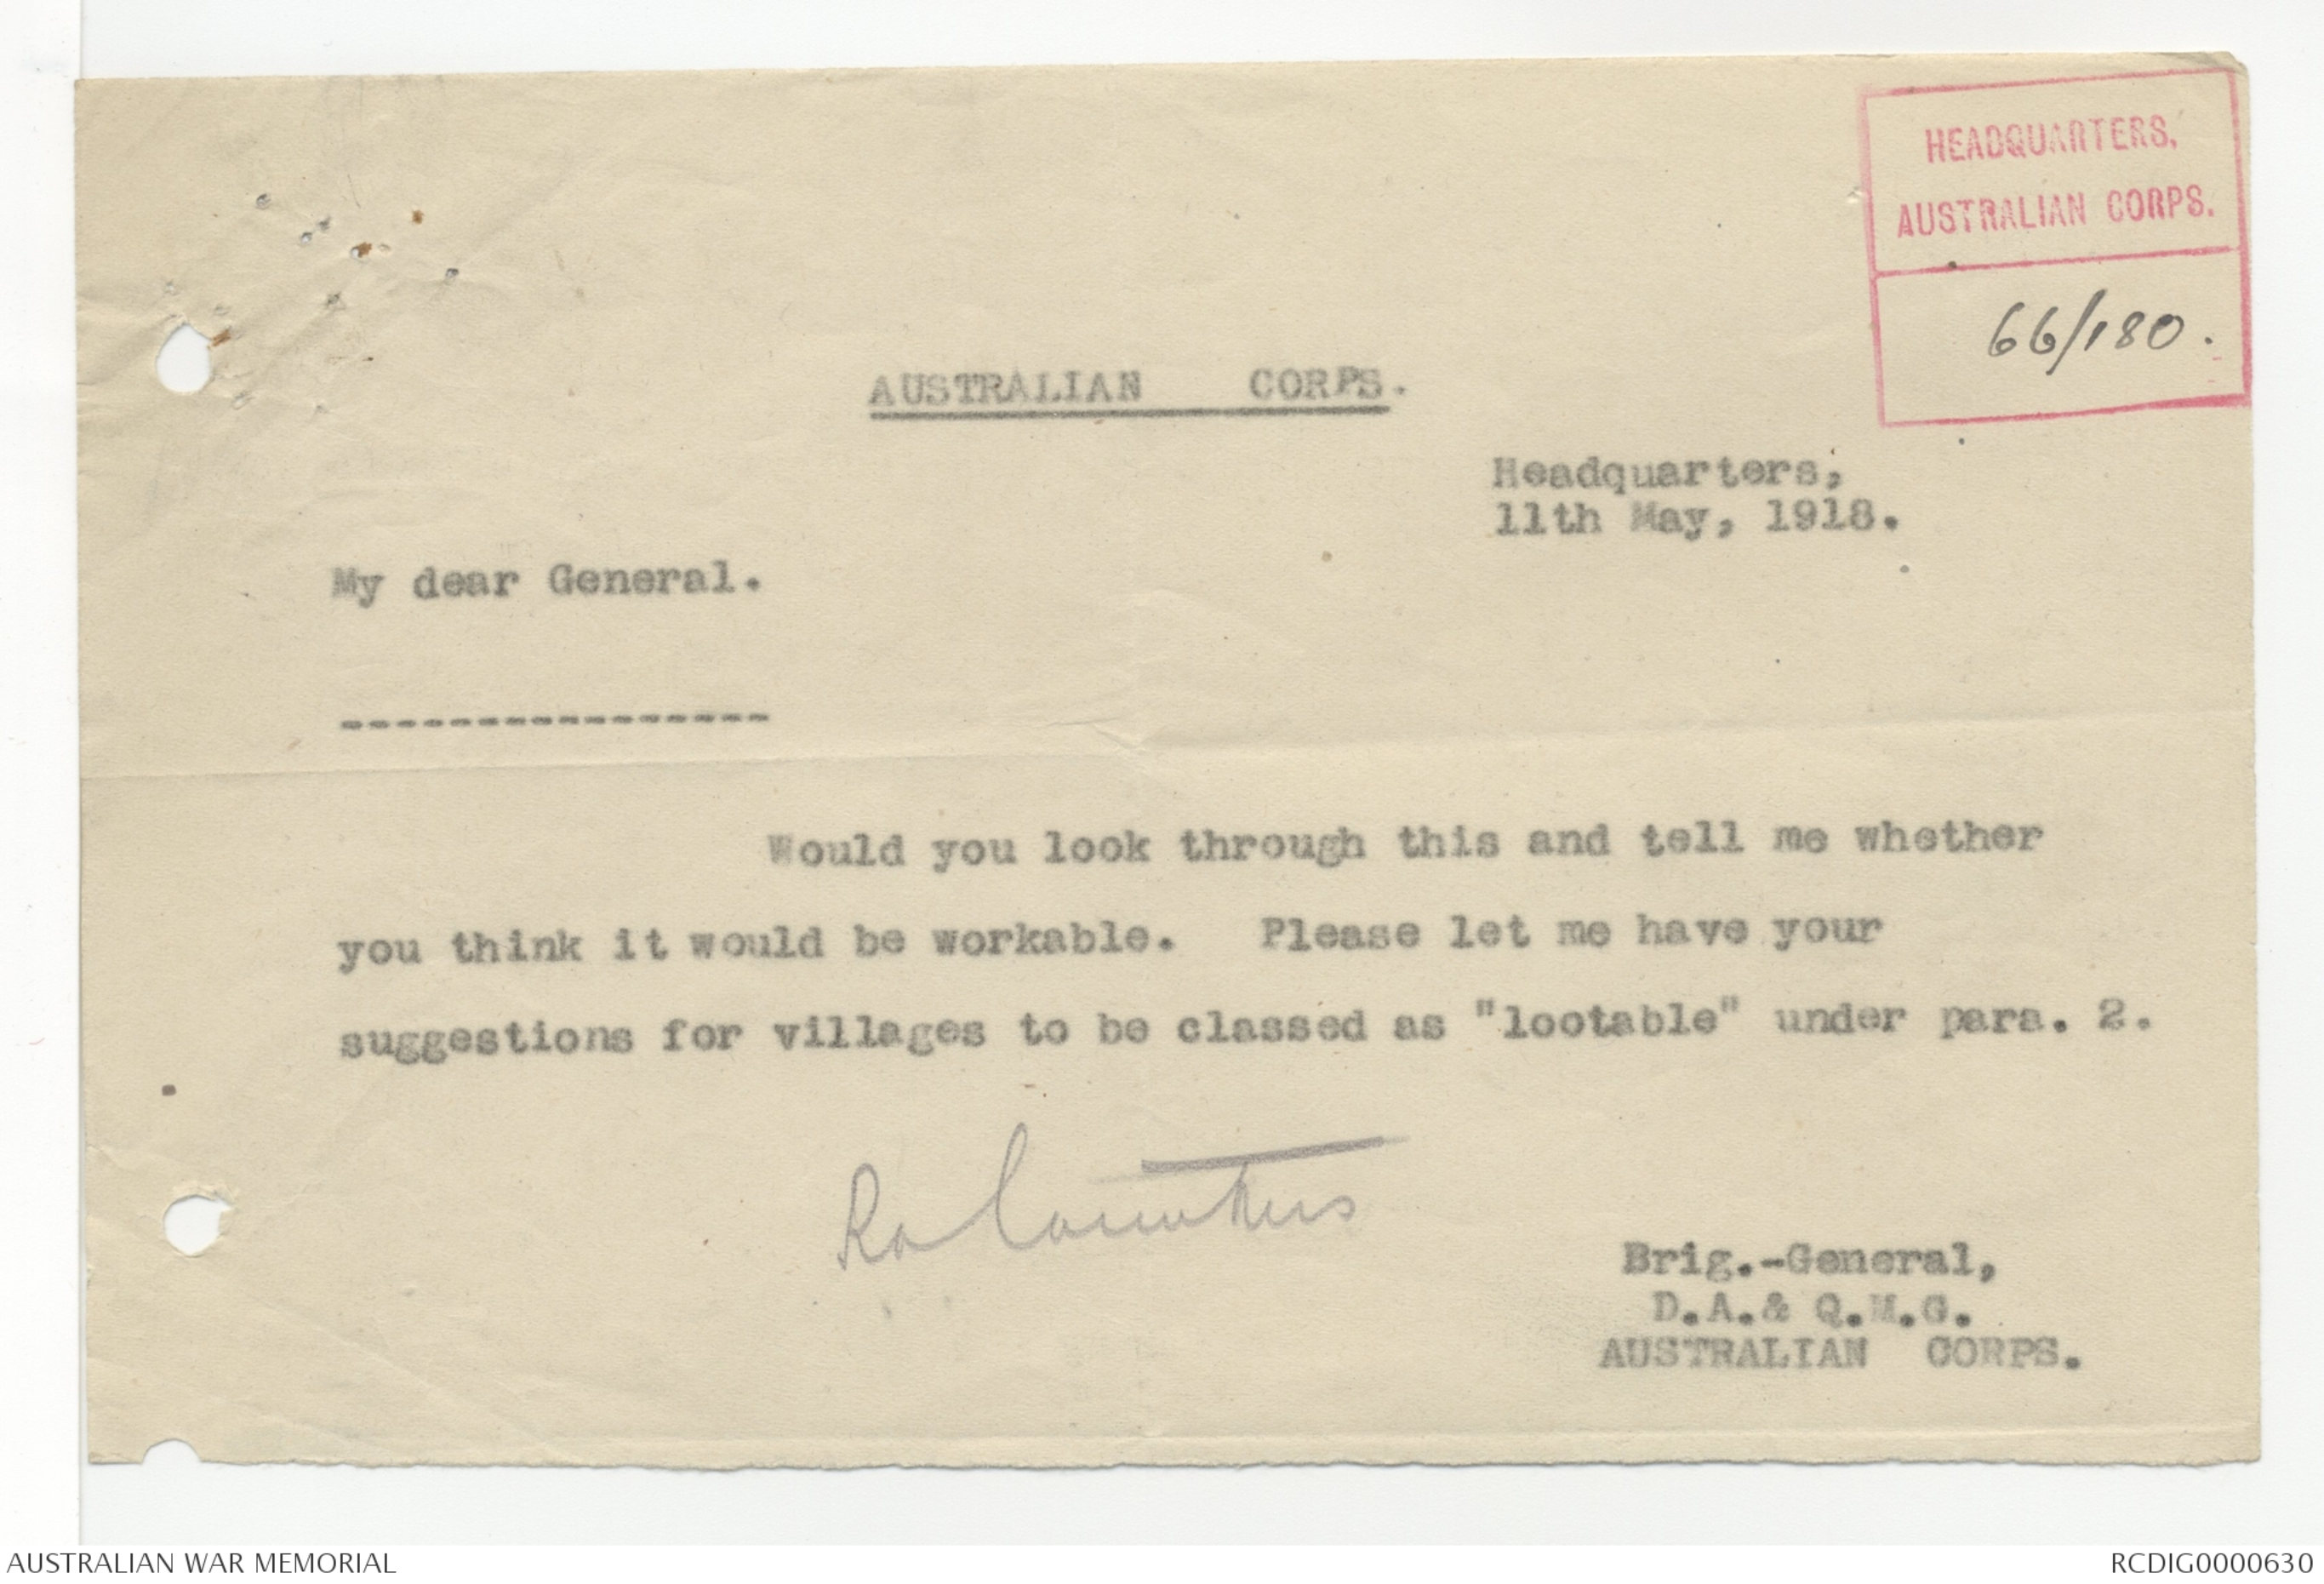 HEADQUARTERS,
AUSTRALIAN CORPS.
66/180.
AUSTRALIAN CORPS.
Headquarters,
11th May, 1918.
My dear General.
----------------
Would you look through this and tell me whether
you think it would be workable. Please let me have your
suggestions for villages to be classed as "lootable" under para. 2.
Brig.-General,
D.A.& Q.M.G.
AUSTRALIAN CORPS.
AUSTRALIAN WAR MEMORIAL
RCDIG0000630